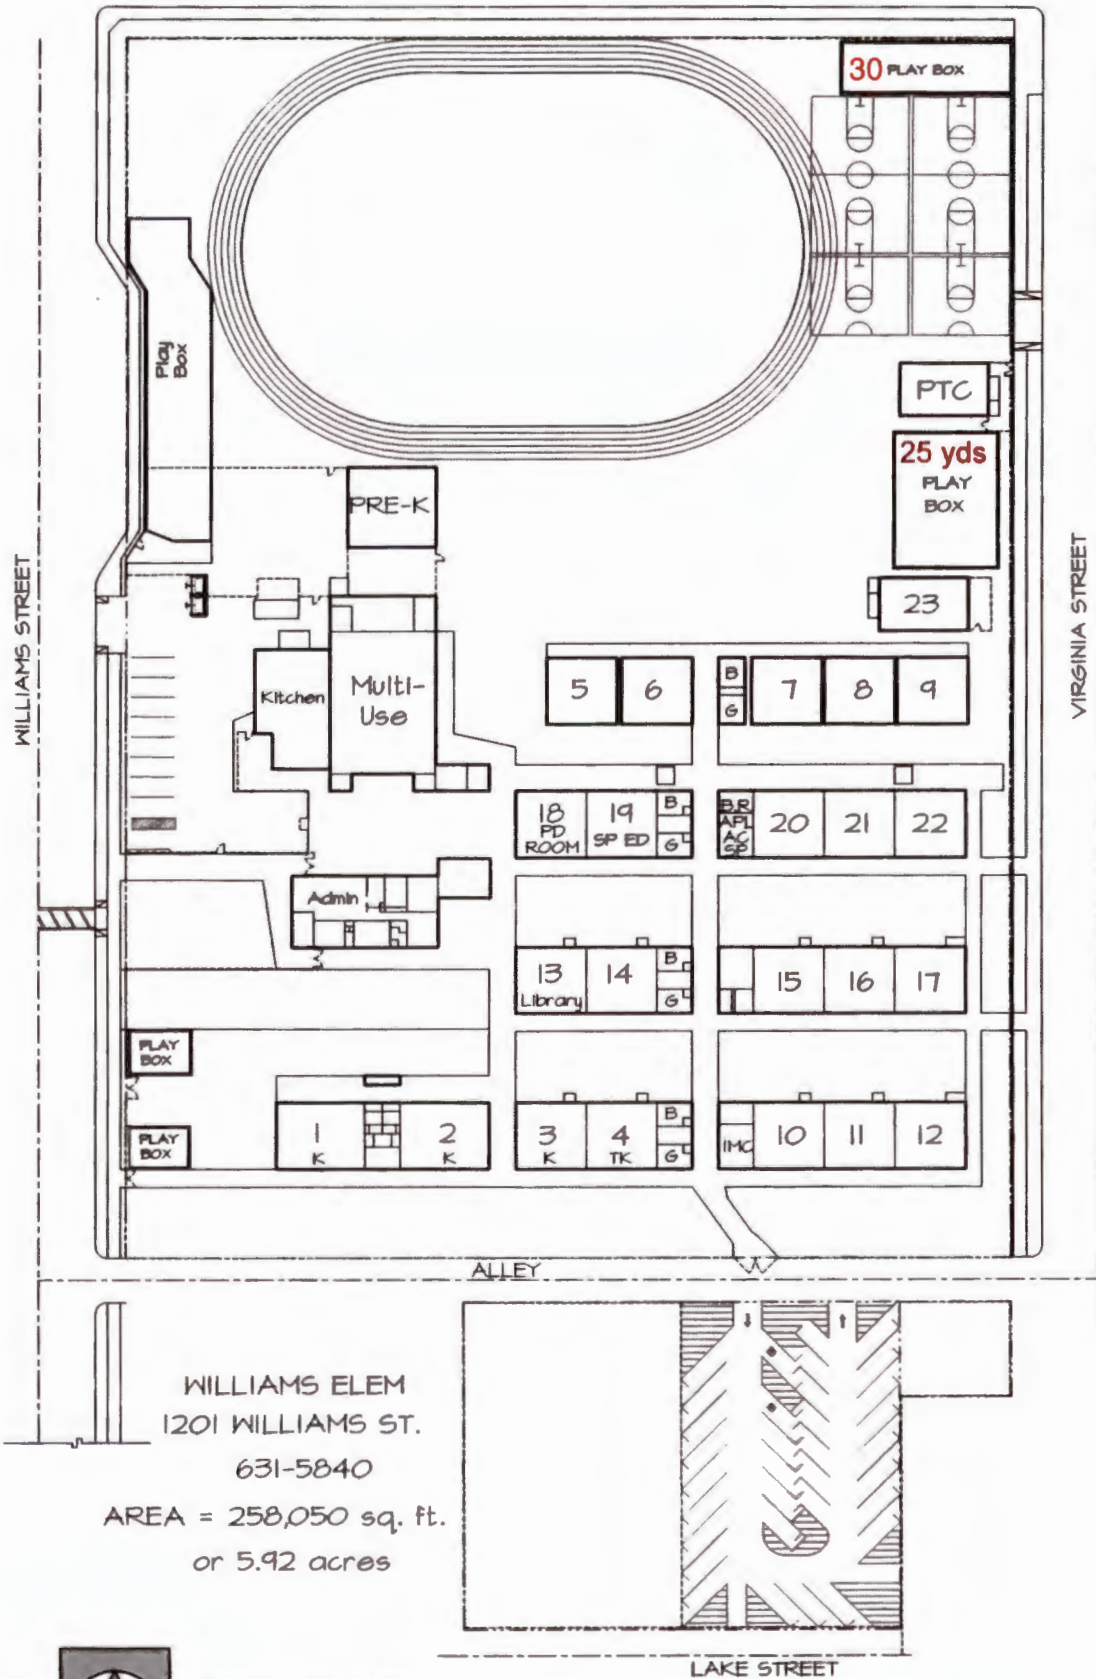 30 PLAY BOX
Play
Box
PTC
25 yds
PLAY
BOX
PRE-K
WILLIAMS STREET
VIRGINIA STREET
23
Kitchen
Multi-
Use
5
6
B
G
7
8
9
18
PD
ROOM
19
SP ED
B
G
B.R
APL
AC
SP
20
21
22
Admin
13
Library
14
B
G
15
16
17
PLAY
BOX
PLAY
BOX
1
K
2
K
3
K
4
TK
B
G
IMC
10
11
12
ALLEY
WILLIAMS ELEM
1201 WILLIAMS ST.
631-5840
AREA = 258,050 sq. ft.
or 5.92 acres
LAKE STREET